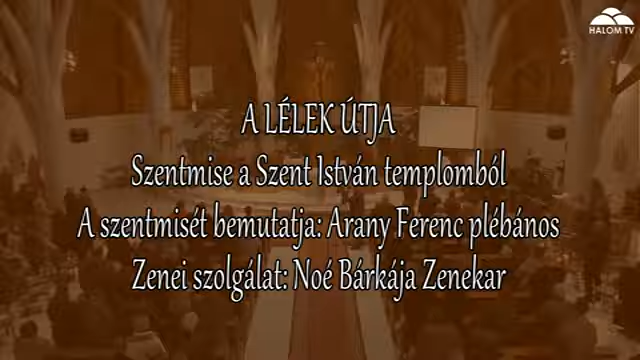 HALOM TV
A LÉLEK ÚTJA
Szentmise a Szent István templomból
A szentmisét bemutatja: Arany Ferenc plébános
Zenei szolgálat: Noé Bárkája Zenekar